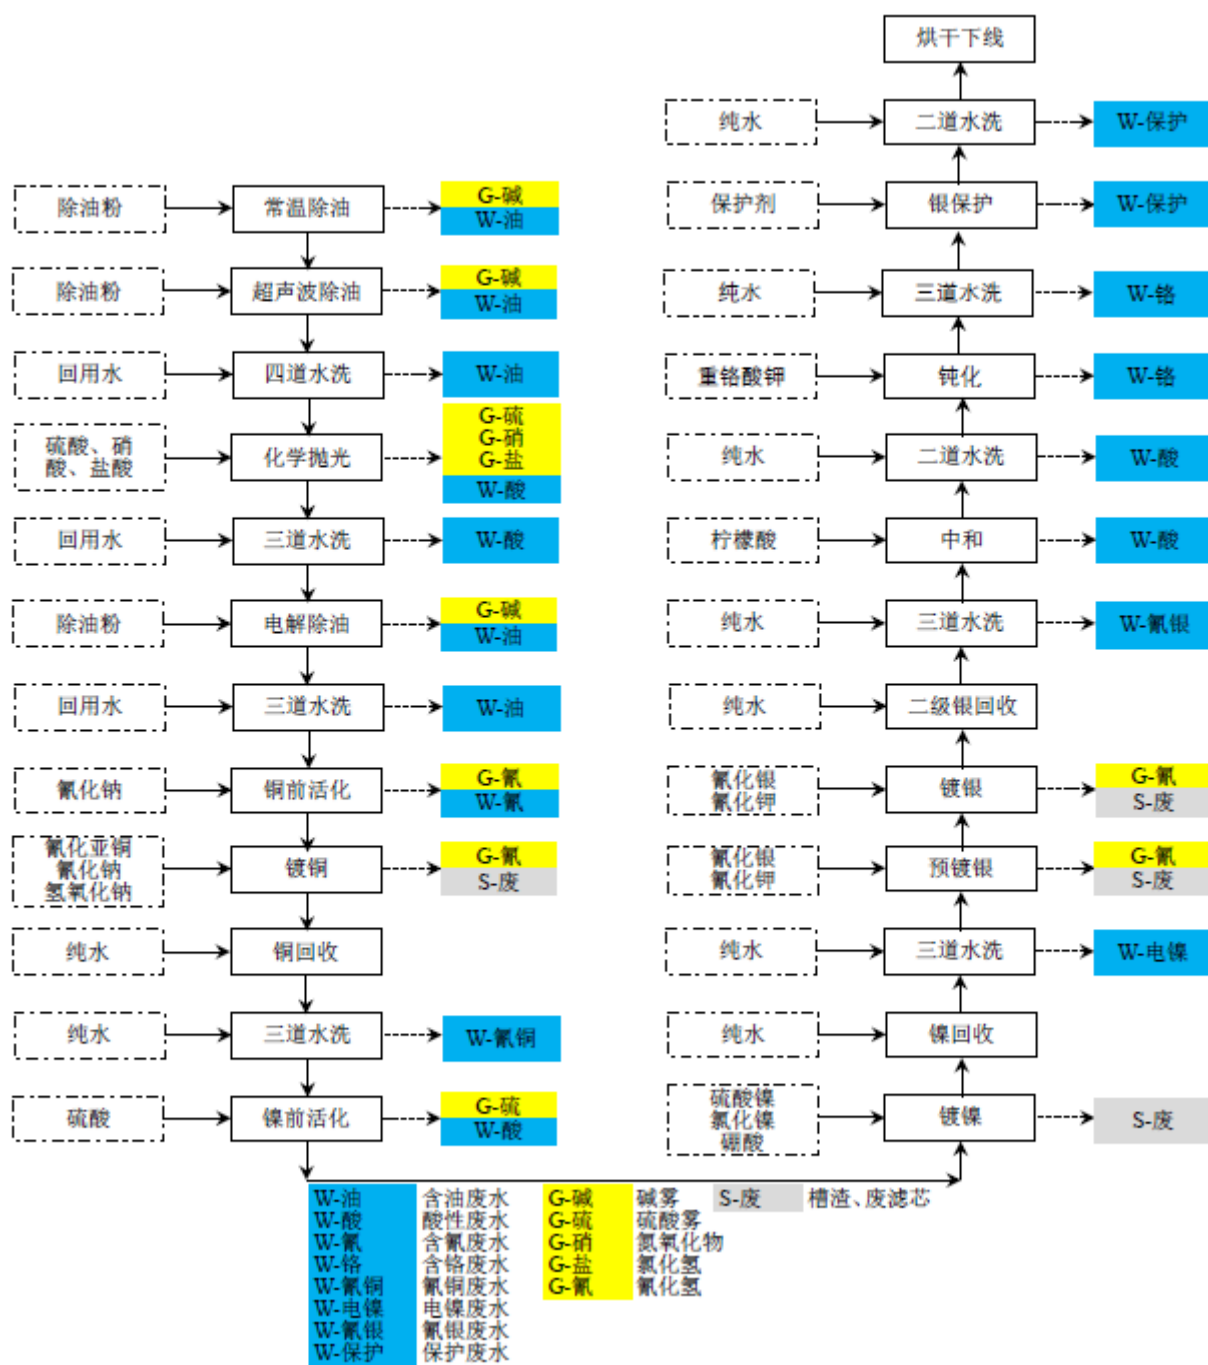 除油粉
常温除油
G-碱
W-油
除油粉
超声波除油
G-碱
W-油
回用水
四道水洗
W-油
硫酸、硝
酸、盐酸
化学抛光
G-硫
G-硝
G-盐
W-酸
回用水
三道水洗
W-酸
除油粉
电解除油
G-碱
W-油
回用水
三道水洗
W-油
氰化钠
铜前活化
G-氰
W-氰
氰化亚铜
氰化钠
氢氧化钠
镀铜
G-氰
S-废
纯水
铜回收
纯水
三道水洗
W-氰铜
硫酸
镍前活化
G-硫
W-酸
烘干下线
纯水
二道水洗
W-保护
保护剂
银保护
W-保护
纯水
三道水洗
W-铬
重铬酸钾
钝化
W-铬
纯水
二道水洗
W-酸
柠檬酸
中和
W-酸
纯水
三道水洗
W-氰银
纯水
二级银回收
氰化银
氰化钾
镀银
G-氰
S-废
氰化银
氰化钾
预镀银
G-氰
S-废
纯水
三道水洗
W-电镍
纯水
镍回收
硫酸镍
氯化镍
硼酸
镀镍
S-废
W-油 含油废水 G-碱 碱雾 S-废 槽渣、废滤芯
W-酸 酸性废水 G-硫 硫酸雾
W-氰 含氰废水 G-硝 氮氧化物
W-铬 含铬废水 G-盐 氯化氢
W-氰铜 氰铜废水 G-氰 氰化氢
W-电镍 电镍废水
W-氰银 氰银废水
W-保护 保护废水